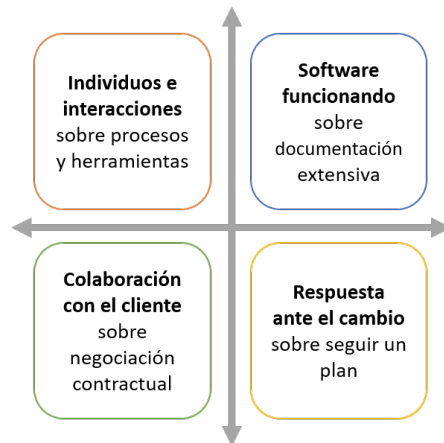 Individuos e
interacciones
sobre procesos
y herramientas
Software
funcionando
sobre
documentación
extensiva
Colaboración
con el cliente
sobre
negociación
contractual
Respuesta
ante el cambio
sobre seguir un
plan